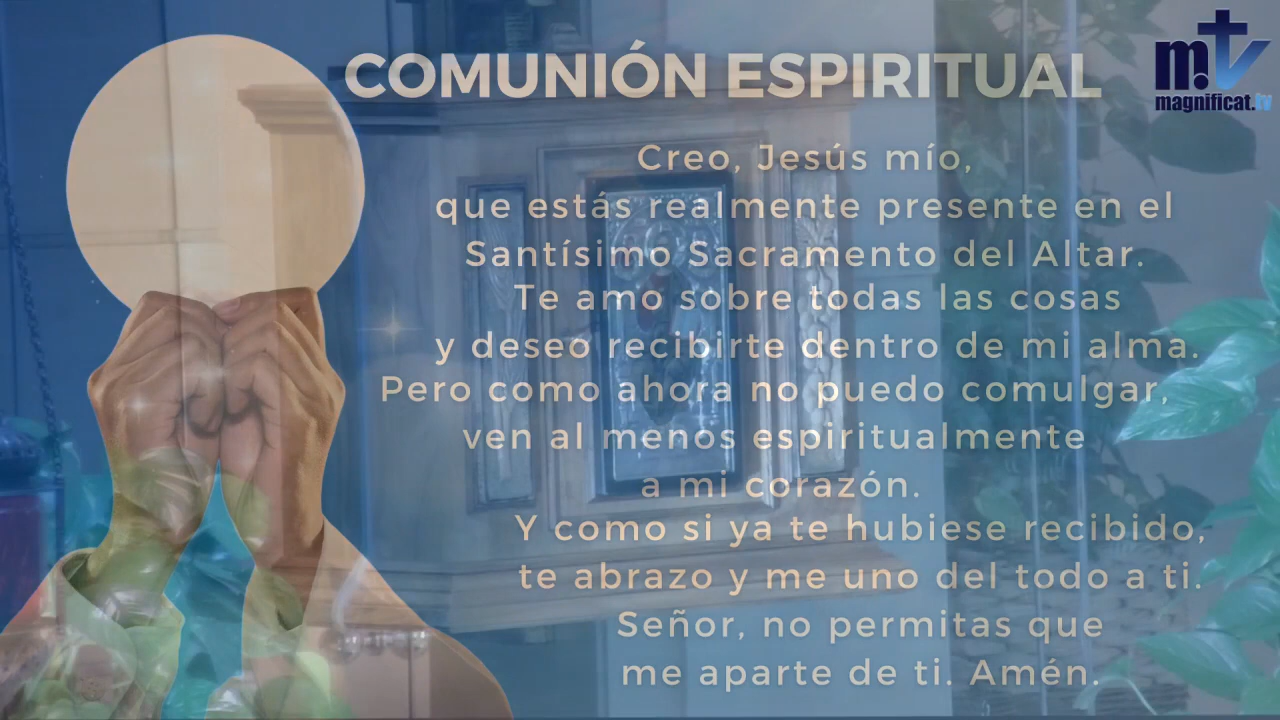 COMUNIÓN ESPIRITUAL
Creo, Jesús mío,
que estás realmente presente en el
Santísimo Sacramento del Altar.
Te amo sobre todas las cosas
y deseo recibirte dentro de mi alma.
Pero como ahora no puedo comulgar,
ven al menos espiritualmente
a mi corazón.
Y como si ya te hubiese recibido,
te abrazo y me uno del todo a ti.
Señor, no permitas que
me aparte de ti. Amén.
m.tv
magnificat.tv